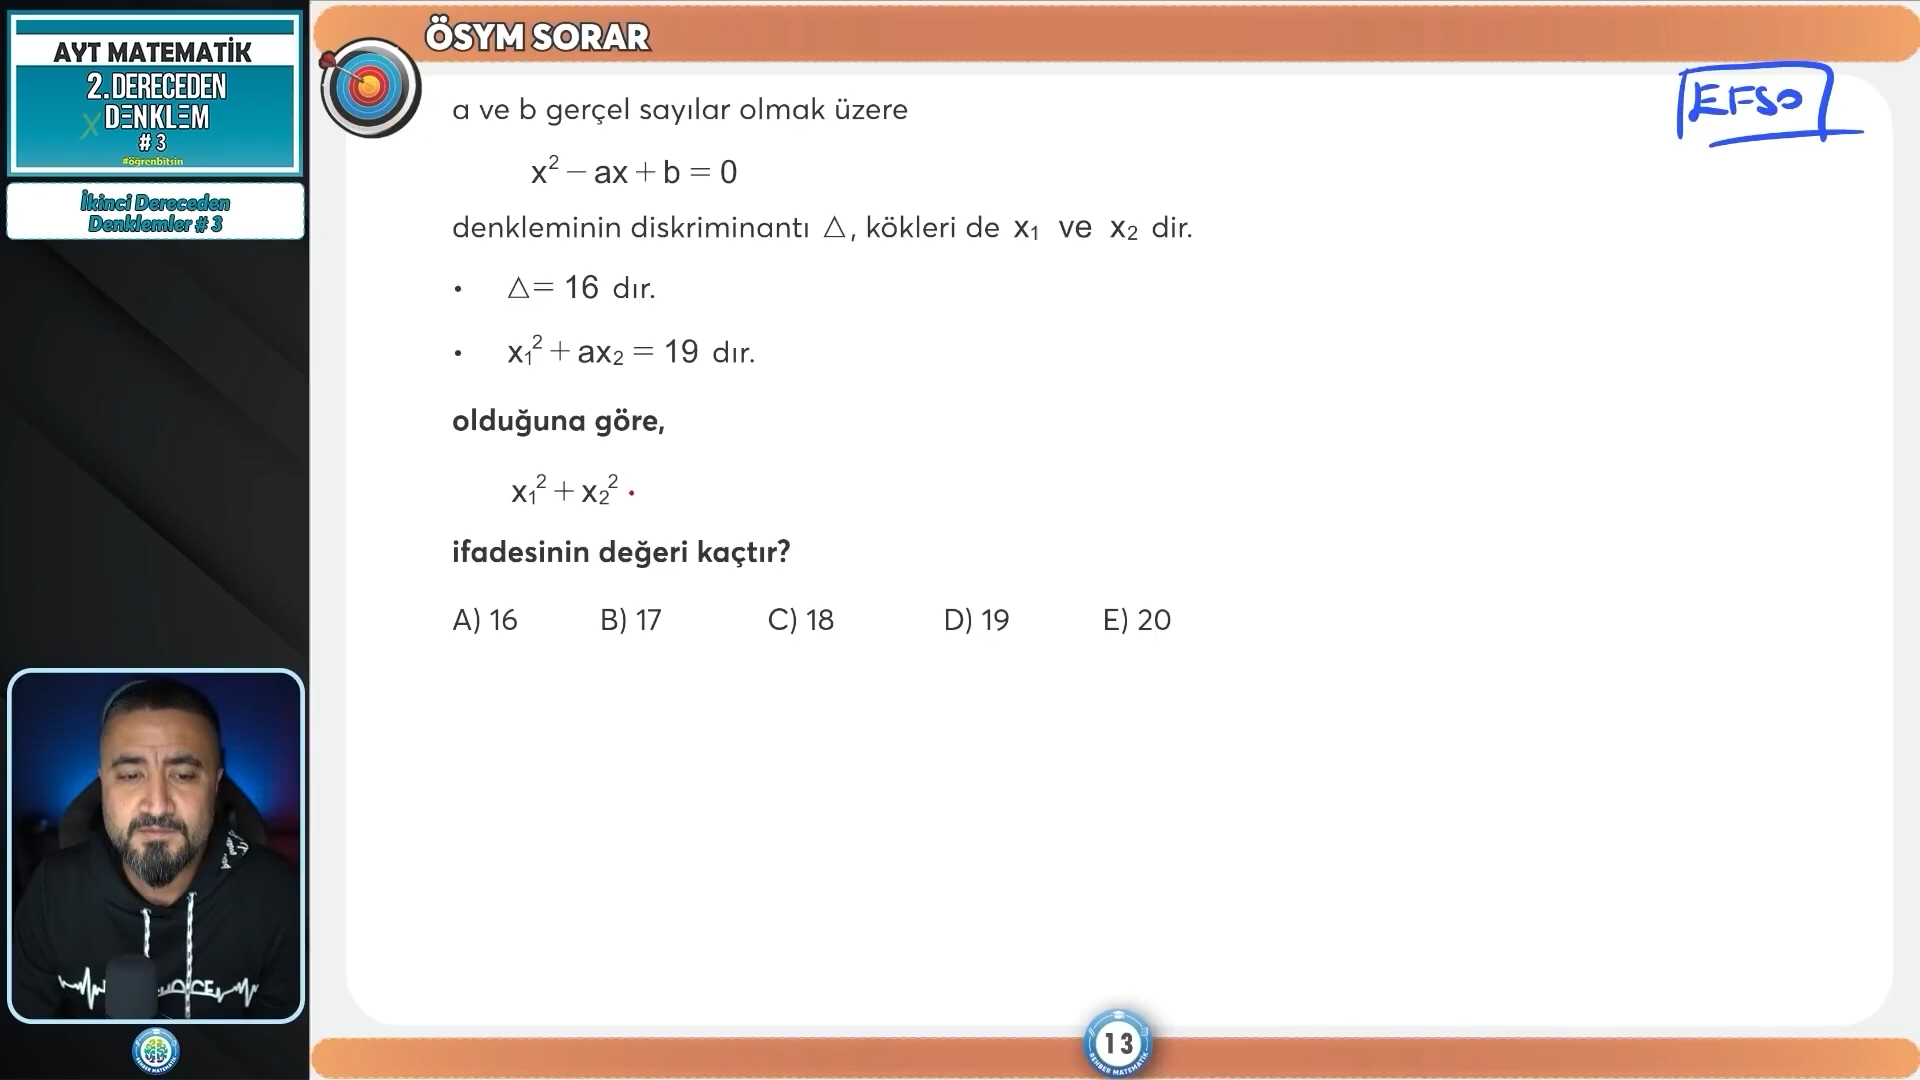 AYT MATEMATİK
2. DERECEDEN
DENKLEM
# 3
#öğrenbitsin
İkinci Dereceden
Denklemler # 3
ÖSYM SORAR
EFSO
a ve b gerçel sayılar olmak üzere
x² − ax + b = 0
denkleminin diskriminantı △, kökleri de x₁ ve x₂ dir.
• △= 16 dır.
• x₁² + ax₂ = 19 dır.
olduğuna göre,
x₁² + x₂²
ifadesinin değeri kaçtır?
A) 16 B) 17 C) 18 D) 19 E) 20
13
REHBER MATEMATİK